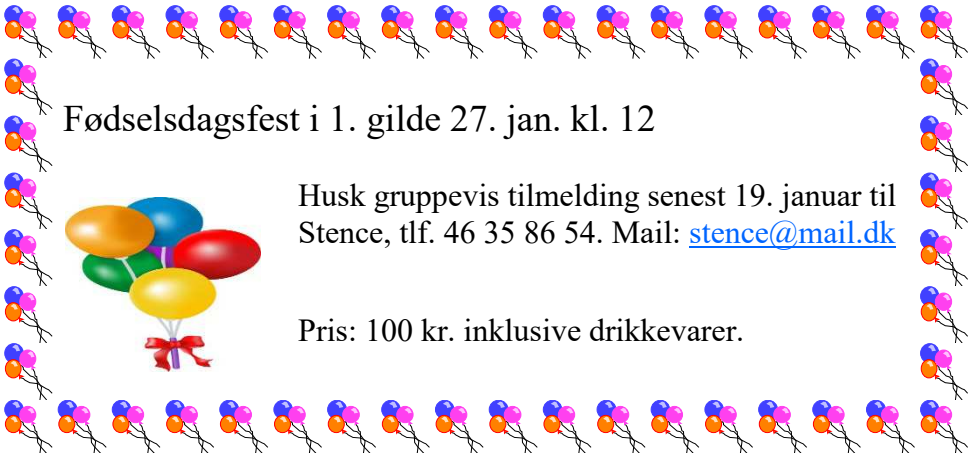 Fødselsdagsfest i 1. gilde 27. jan. kl. 12
Husk gruppevis tilmelding senest 19. januar til
Stence, tlf. 46 35 86 54. Mail: stence@mail.dk
Pris: 100 kr. inklusive drikkevarer.